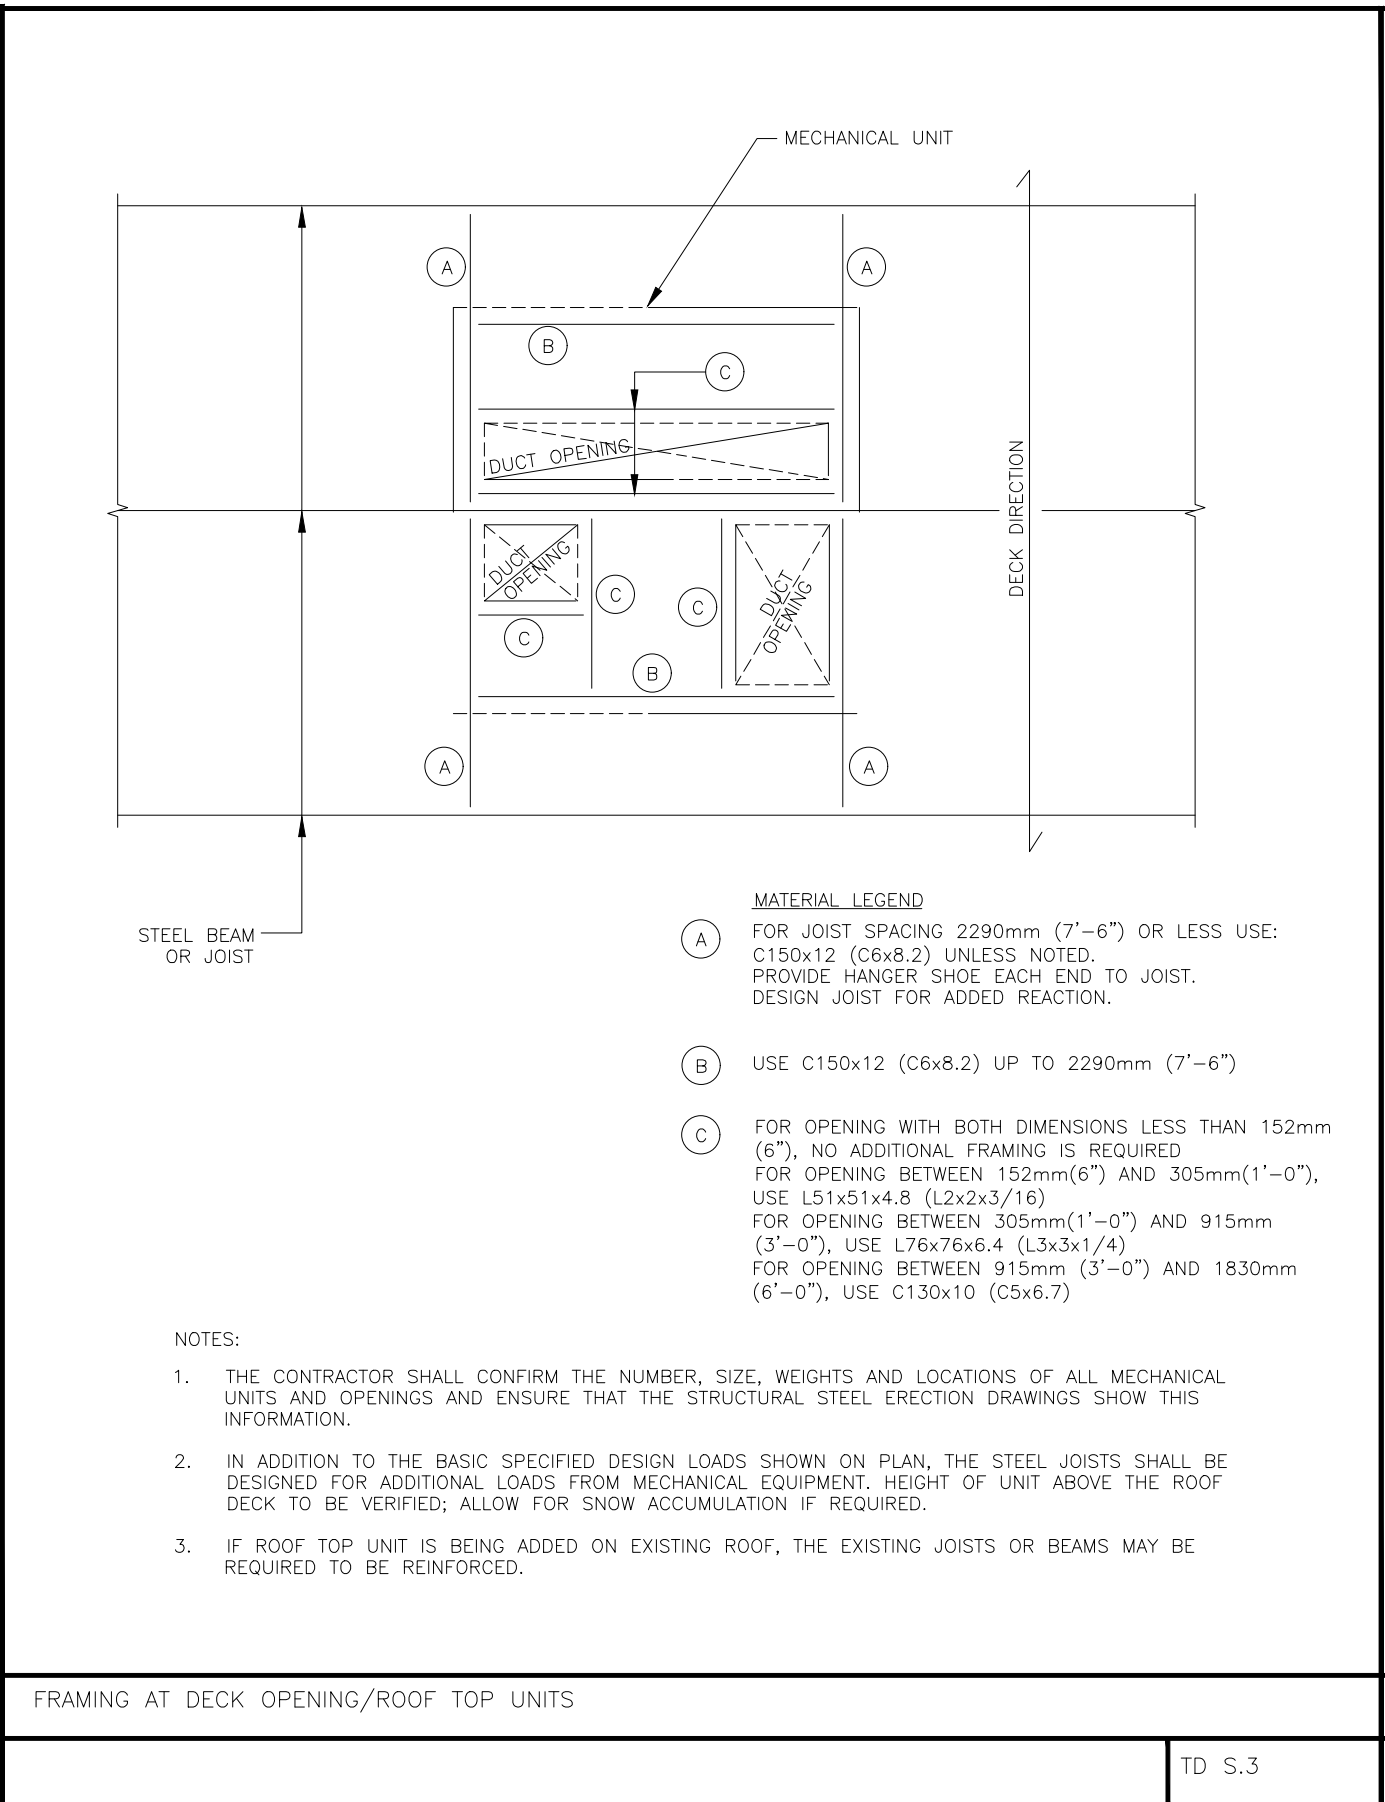 MECHANICAL UNIT
A
A
B
C
DUCT OPENING
DECK DIRECTION
DUCT
OPENING
C
C
DUCT
OPENING
C
B
A
A
STEEL BEAM
OR JOIST
MATERIAL LEGEND
A
FOR JOIST SPACING 2290mm (7'-6") OR LESS USE:
C150x12 (C6x8.2) UNLESS NOTED.
PROVIDE HANGER SHOE EACH END TO JOIST.
DESIGN JOIST FOR ADDED REACTION.
B
USE C150x12 (C6x8.2) UP TO 2290mm (7'-6")
C
FOR OPENING WITH BOTH DIMENSIONS LESS THAN 152mm
(6"), NO ADDITIONAL FRAMING IS REQUIRED
FOR OPENING BETWEEN 152mm(6") AND 305mm(1'-0"),
USE L51x51x4.8 (L2x2x3/16)
FOR OPENING BETWEEN 305mm(1'-0") AND 915mm
(3'-0"), USE L76x76x6.4 (L3x3x1/4)
FOR OPENING BETWEEN 915mm (3'-0") AND 1830mm
(6'-0"), USE C130x10 (C5x6.7)
NOTES:
1. THE CONTRACTOR SHALL CONFIRM THE NUMBER, SIZE, WEIGHTS AND LOCATIONS OF ALL MECHANICAL
UNITS AND OPENINGS AND ENSURE THAT THE STRUCTURAL STEEL ERECTION DRAWINGS SHOW THIS
INFORMATION.
2. IN ADDITION TO THE BASIC SPECIFIED DESIGN LOADS SHOWN ON PLAN, THE STEEL JOISTS SHALL BE
DESIGNED FOR ADDITIONAL LOADS FROM MECHANICAL EQUIPMENT. HEIGHT OF UNIT ABOVE THE ROOF
DECK TO BE VERIFIED; ALLOW FOR SNOW ACCUMULATION IF REQUIRED.
3. IF ROOF TOP UNIT IS BEING ADDED ON EXISTING ROOF, THE EXISTING JOISTS OR BEAMS MAY BE
REQUIRED TO BE REINFORCED.
FRAMING AT DECK OPENING/ROOF TOP UNITS
TD S.3